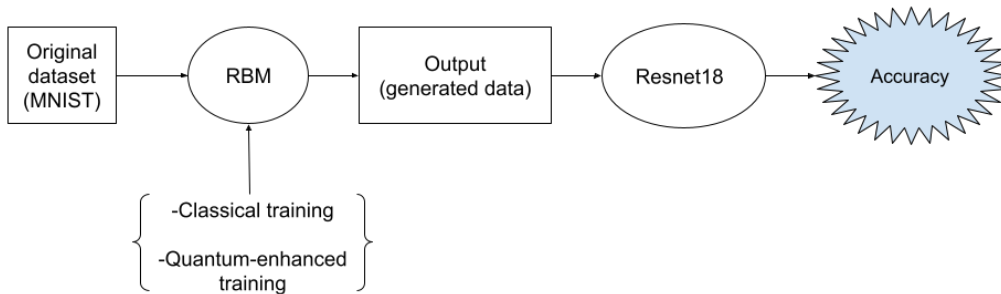 Original
dataset
(MNIST)
RBM
Output
(generated data)
Resnet18
Accuracy
-Classical training
-Quantum-enhanced
training